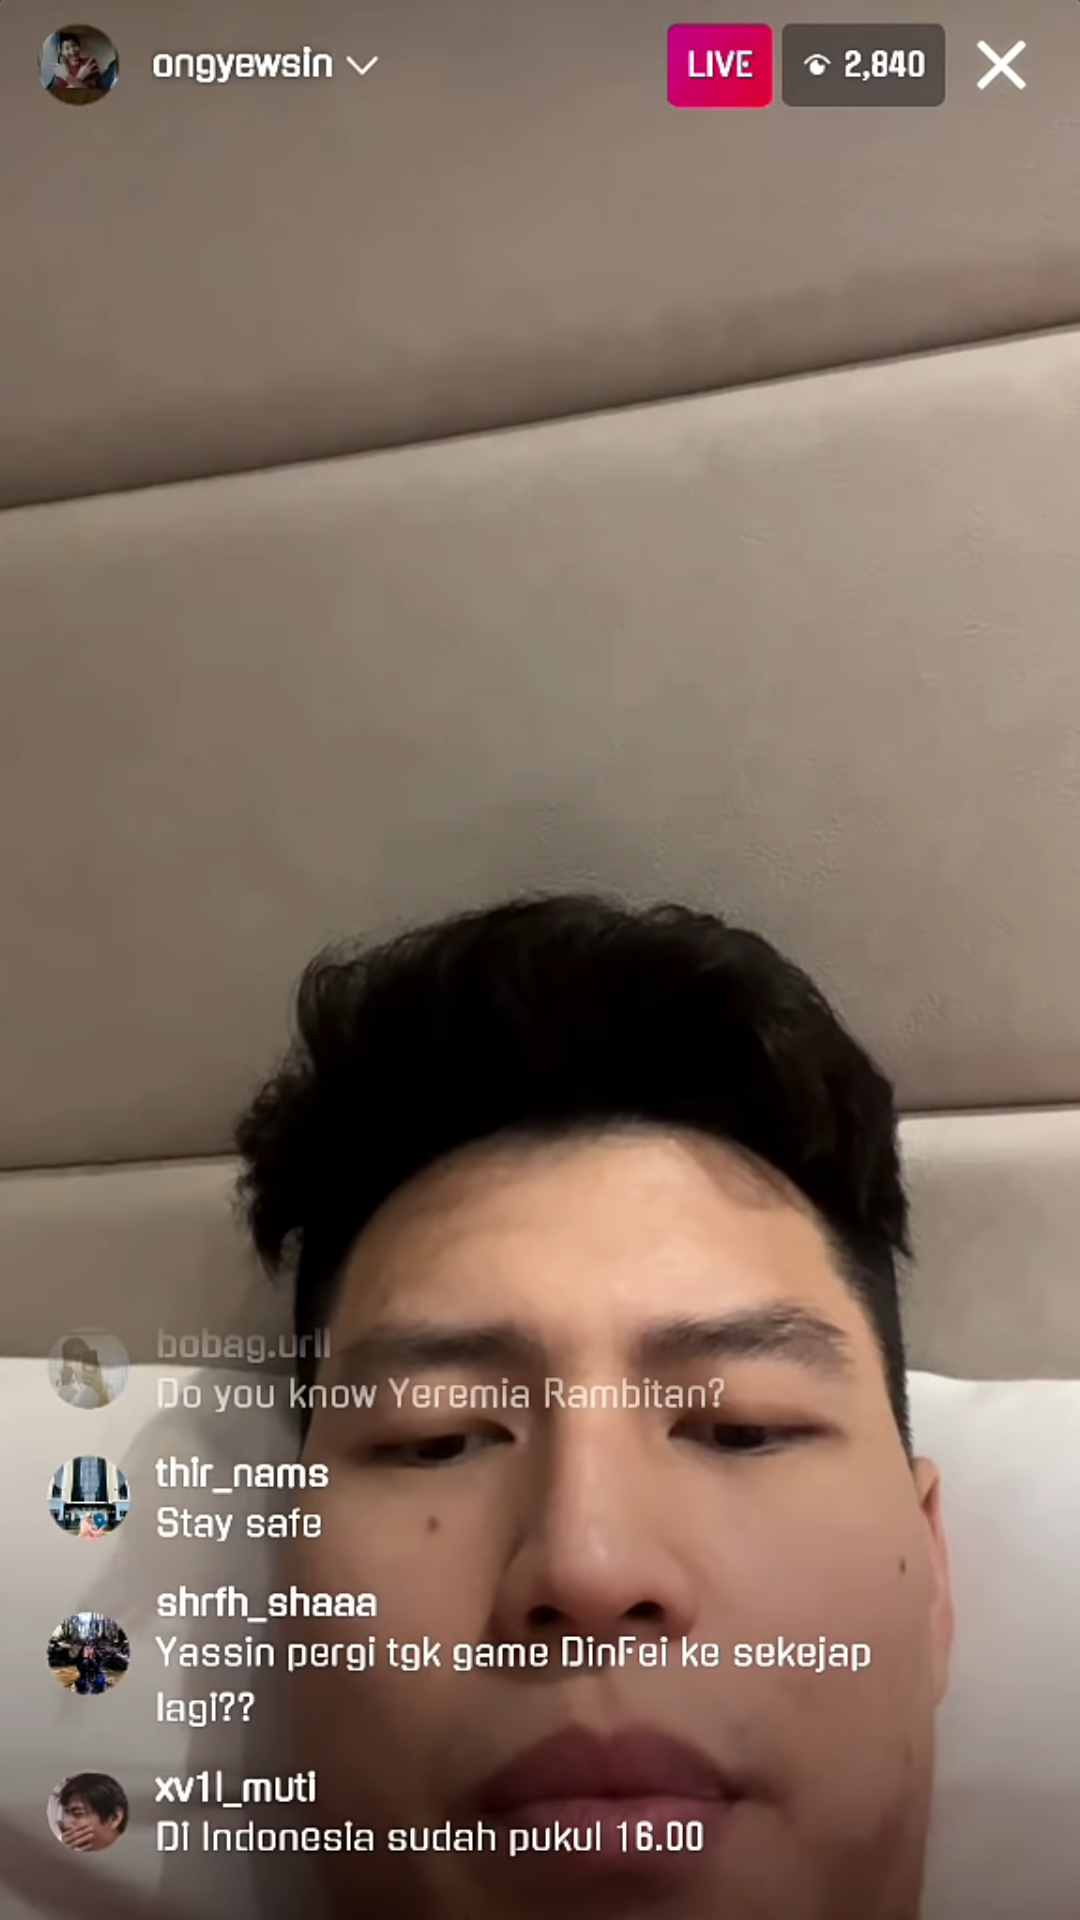 ongyewsin
LIVE
2,840
bobag.urll
Do you know Yeremia Rambitan?
thir_nams
Stay safe
shrfh_shaaa
Yassin pergi tgk game DinFei ke sekejap
lagi??
xv1l_muti
Di Indonesia sudah pukul 16.00